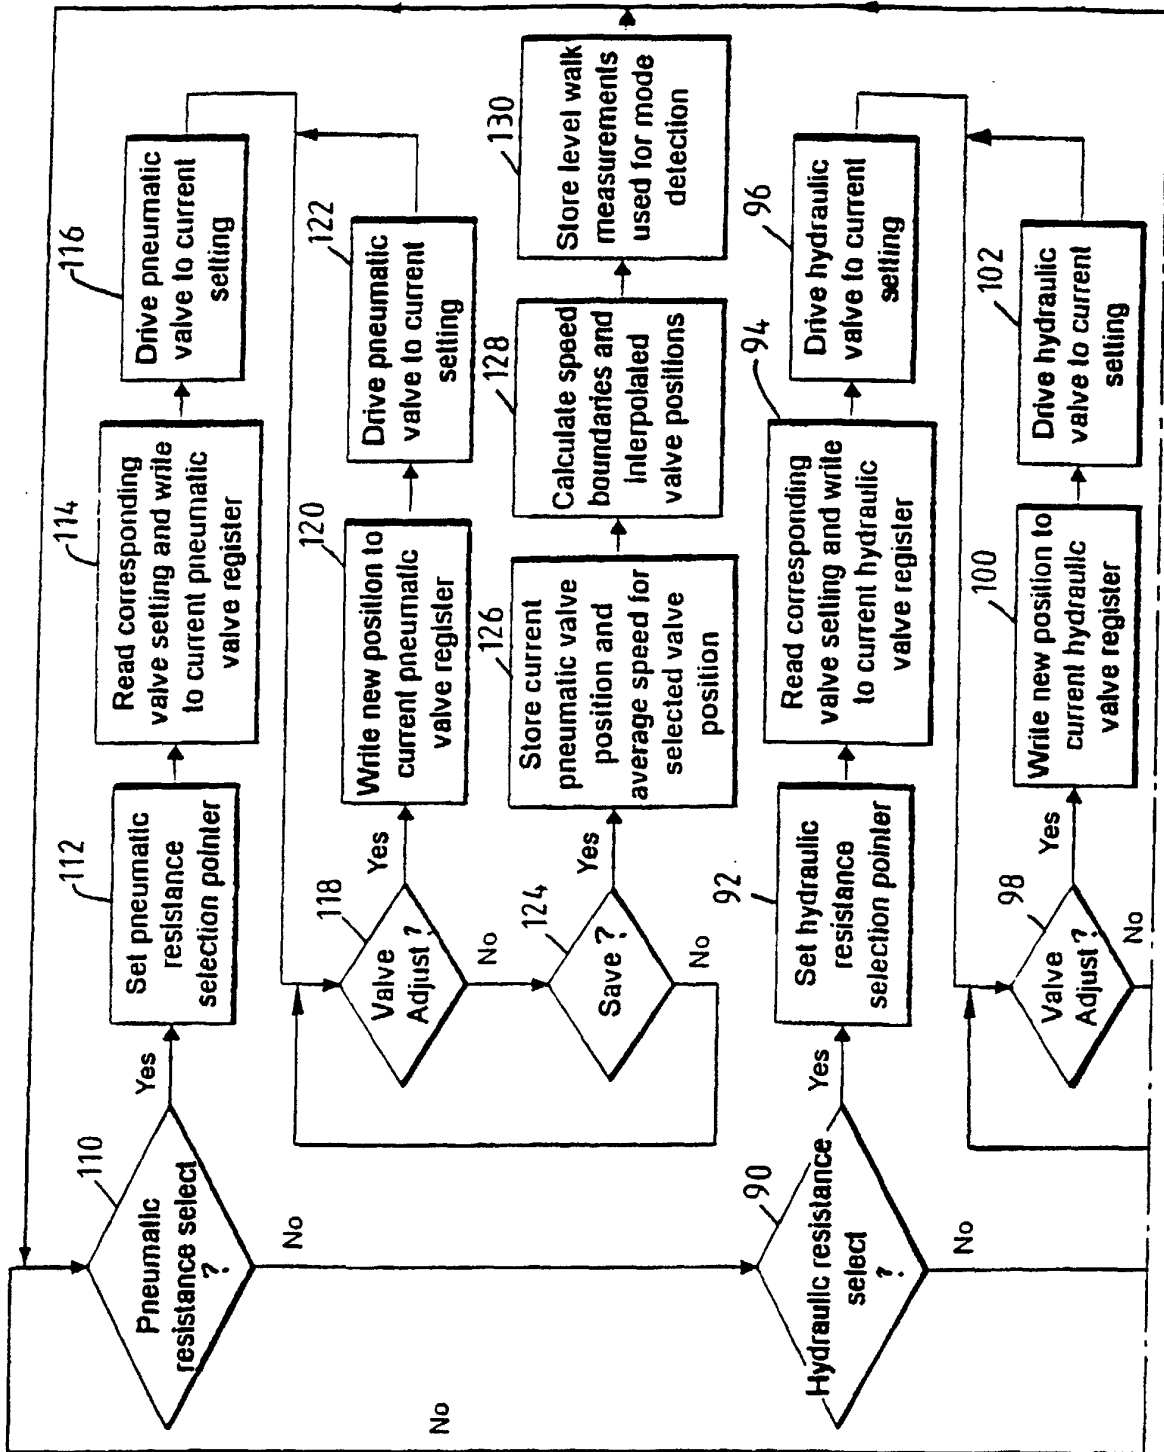 110
Pneumatic
resistance select
?
Yes
No
112
Set pneumatic
resistance
selection pointer
114
Read corresponding
valve setting and write
to current pneumatic
valve register
116
Drive pneumatic
valve to current
setting
118
Valve
Adjust ?
Yes
No
120
Write new position to
current pneumatic
valve register
122
Drive pneumatic
valve to current
setting
124
Save ?
Yes
No
126
Store current
pneumatic valve
position and
average speed for
selected valve
position
128
Calculate speed
boundaries and
Interpolated
valve positions
130
Store level walk
measurements
used for mode
detection
90
Hydraulic resistance
select
?
Yes
No
92
Set hydraulic
resistance
selection pointer
94
Read corresponding
valve setting and write
to current hydraulic
valve register
96
Drive hydraulic
valve to current
setting
98
Valve
Adjust ?
Yes
No
100
Write new position to
current hydraulic
valve register
102
Drive hydraulic
valve to current
setting
No